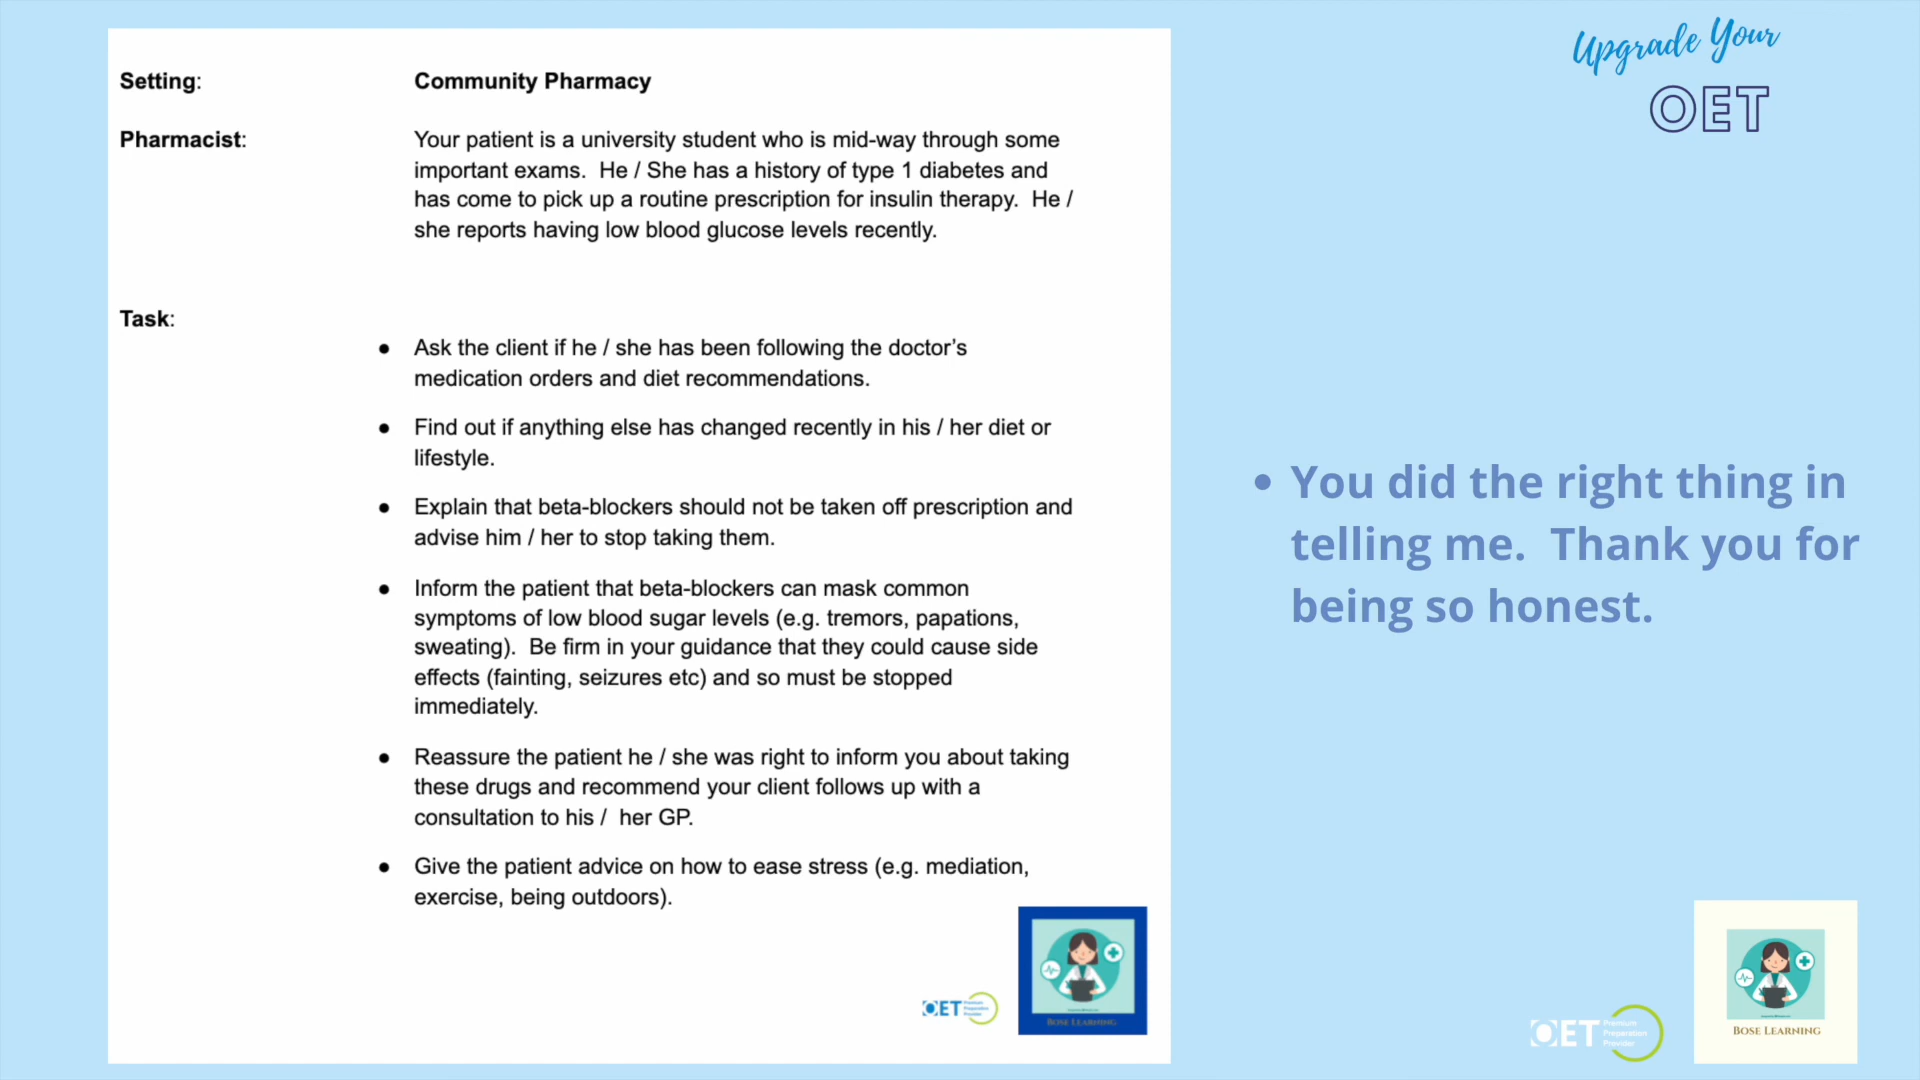 Upgrade Your
OET
Setting:
Community Pharmacy
Pharmacist:
Your patient is a university student who is mid-way through some
important exams.  He / She has a history of type 1 diabetes and
has come to pick up a routine prescription for insulin therapy.  He /
she reports having low blood glucose levels recently.
Task:
● Ask the client if he / she has been following the doctor’s
medication orders and diet recommendations.
● Find out if anything else has changed recently in his / her diet or
lifestyle.
● Explain that beta-blockers should not be taken off prescription and
advise him / her to stop taking them.
● Inform the patient that beta-blockers can mask common
symptoms of low blood sugar levels (e.g. tremors, papations,
sweating).  Be firm in your guidance that they could cause side
effects (fainting, seizures etc) and so must be stopped
immediately.
● Reassure the patient he / she was right to inform you about taking
these drugs and recommend your client follows up with a
consultation to his /  her GP.
● Give the patient advice on how to ease stress (e.g. mediation,
exercise, being outdoors).
• You did the right thing in
telling me.  Thank you for
being so honest.
OET
Premium
Preparation
Provider
BOSE LEARNING
OET
Premium
Preparation
Provider
BOSE LEARNING